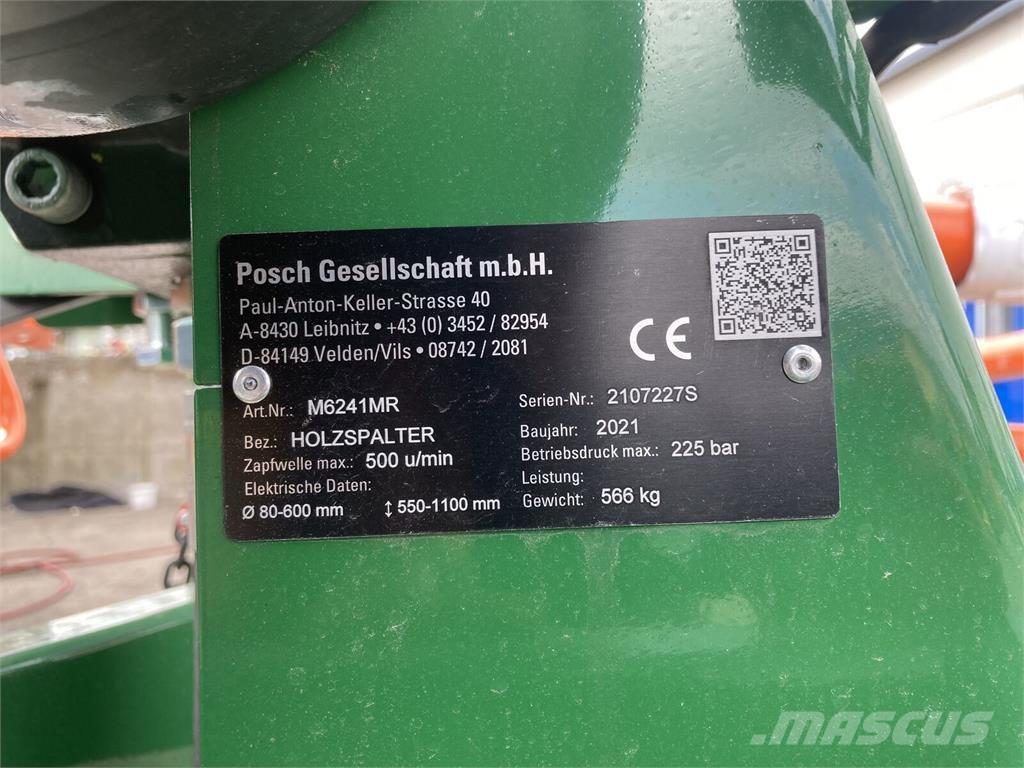 Posch Gesellschaft m.b.H.
Paul-Anton-Keller-Strasse 40
A-8430 Leibnitz • +43 (0) 3452 / 82954
D-84149 Velden/Vils • 08742 / 2081
CE
Art.Nr.: M6241MR
Bez.: HOLZSPALTER
Zapfwelle max.: 500 u/min
Elektrische Daten:
Ø 80-600 mm ↕ 550-1100 mm
Serien-Nr.: 2107227S
Baujahr: 2021
Betriebsdruck max.: 225 bar
Leistung:
Gewicht: 566 kg
MASCUS